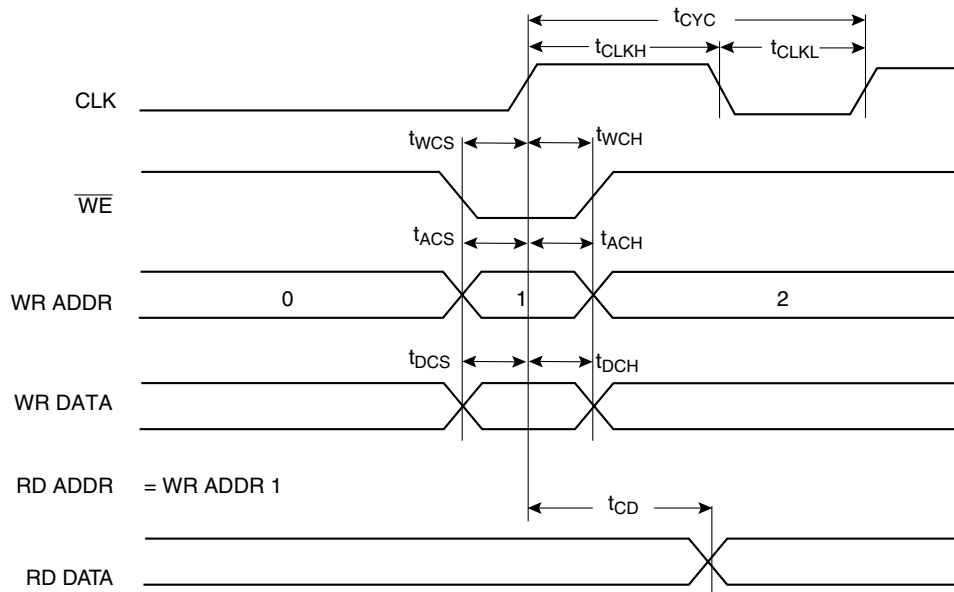 tCYC
tCLKH tCLKL
CLK
tWCS tWCH
WE
tACS tACH
WR ADDR 0 1 2
tDCS tDCH
WR DATA
RD ADDR = WR ADDR 1
tCD
RD DATA